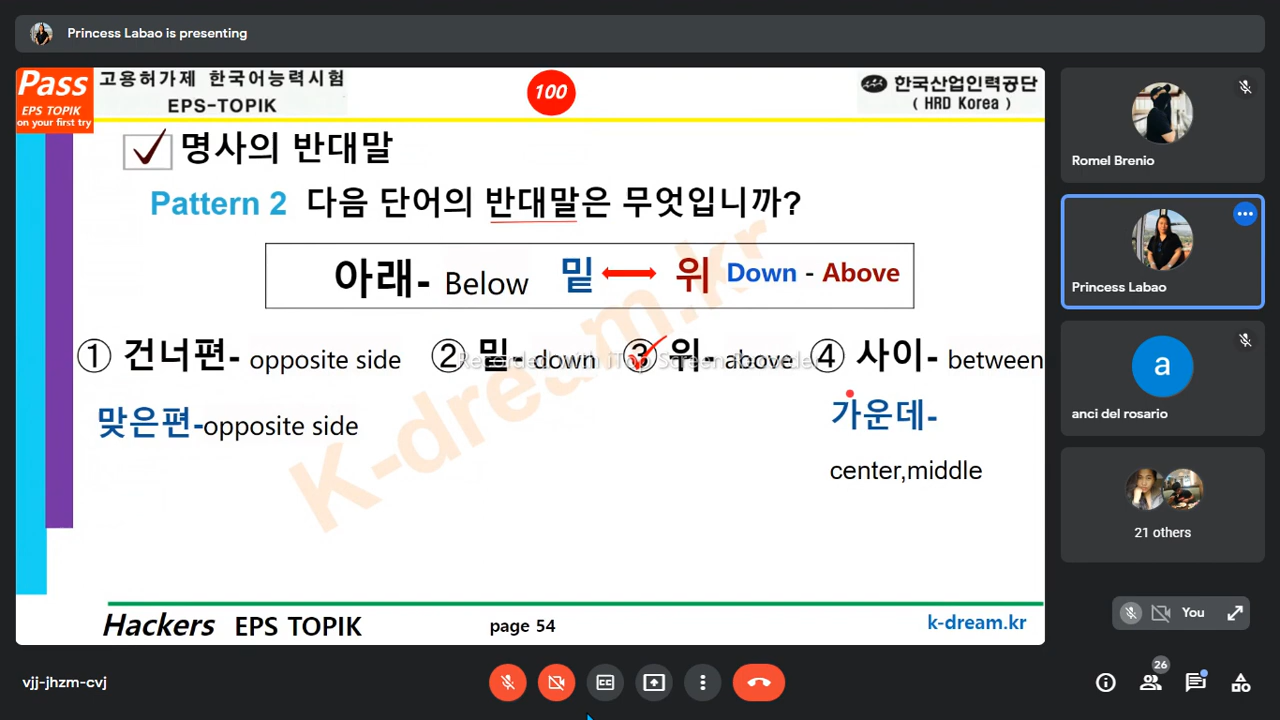 Princess Labao is presenting
Pass
EPS TOPIK
on your first try
고용허가제 한국어능력시험
EPS-TOPIK
100
한국산업인력공단
( HRD Korea )
명사의 반대말
Pattern 2 다음 단어의 반대말은 무엇입니까?
아래- Below 밑 위 Down - Above
① 건너편- opposite side ② 밑- down ③ 위- above ④ 사이- between
Recorded with iTop Screen Recorder
맞은편-opposite side
가운데-
center,middle
K-dream.kr
Hackers EPS TOPIK
page 54
k-dream.kr
Romel Brenio
Princess Labao
a
anci del rosario
21 others
You
vjj-jhzm-cvj
26